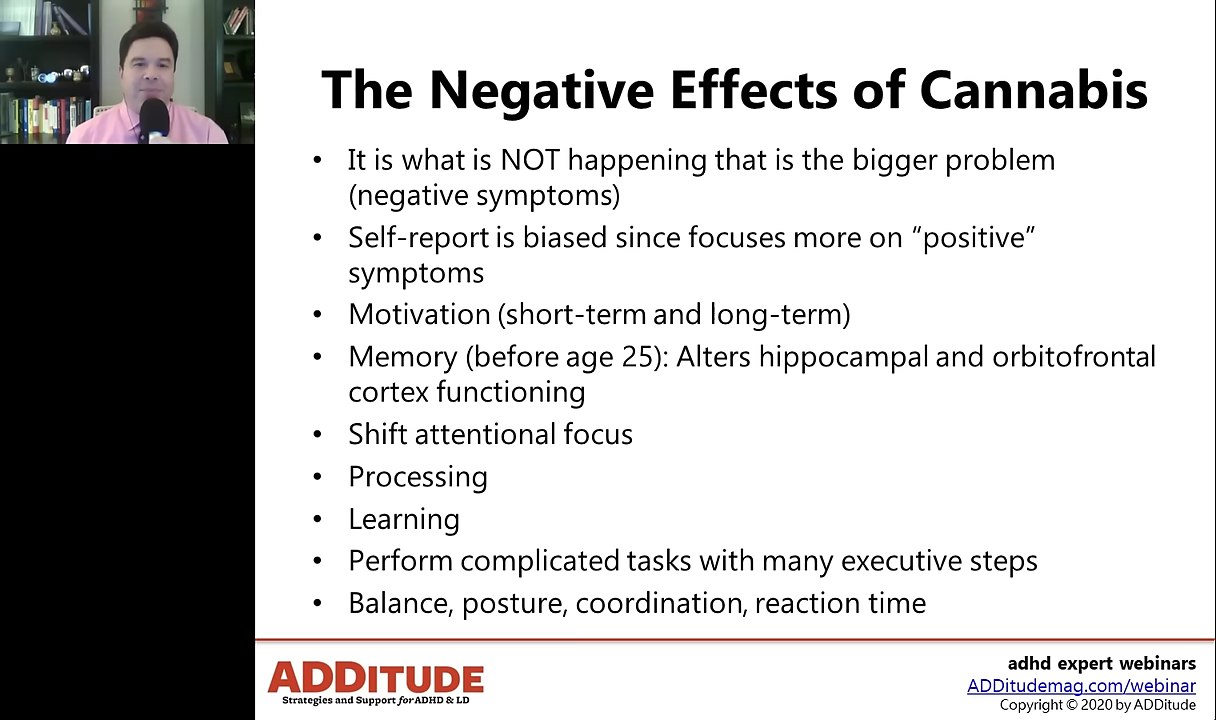 The Negative Effects of Cannabis
• It is what is NOT happening that is the bigger problem
(negative symptoms)
• Self-report is biased since focuses more on “positive”
symptoms
• Motivation (short-term and long-term)
• Memory (before age 25): Alters hippocampal and orbitofrontal
cortex functioning
• Shift attentional focus
• Processing
• Learning
• Perform complicated tasks with many executive steps
• Balance, posture, coordination, reaction time
ADDITUDE
Strategies and Support for ADHD & LD
adhd expert webinars
ADDitudemag.com/webinar
Copyright © 2020 by ADDitude